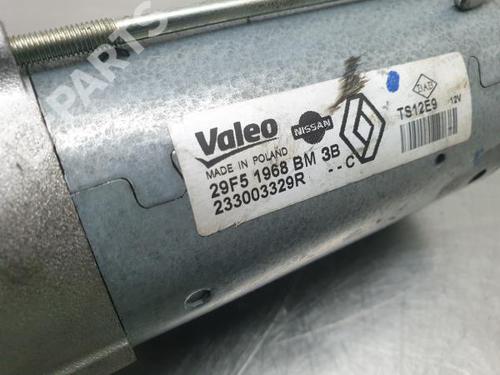 PARTS
Valeo
NISSAN
MADE IN POLAND
29F5 1968 BM 3B
233003329R --C
TS12E9 12V